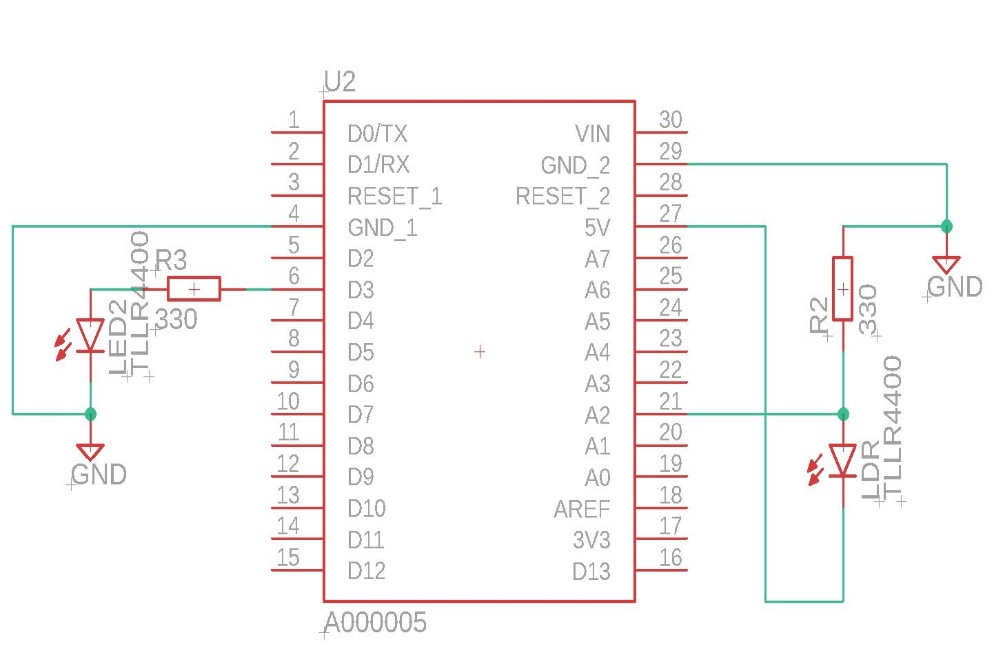 U2
1 D0/TX VIN 30
2 D1/RX GND_2 29
3 RESET_1 RESET_2 28
4 GND_1 5V 27
5 D2 A7 26
6 D3 A6 25
7 D4 A5 24
8 D5 A4 23
9 D6 A3 22
10 D7 A2 21
11 D8 A1 20
12 D9 A0 19
13 D10 AREF 18
14 D11 3V3 17
15 D12 D13 16
A000005
R3
330
LED2
TLLR4400
GND
R2
330
GND
LDR
TLLR4400